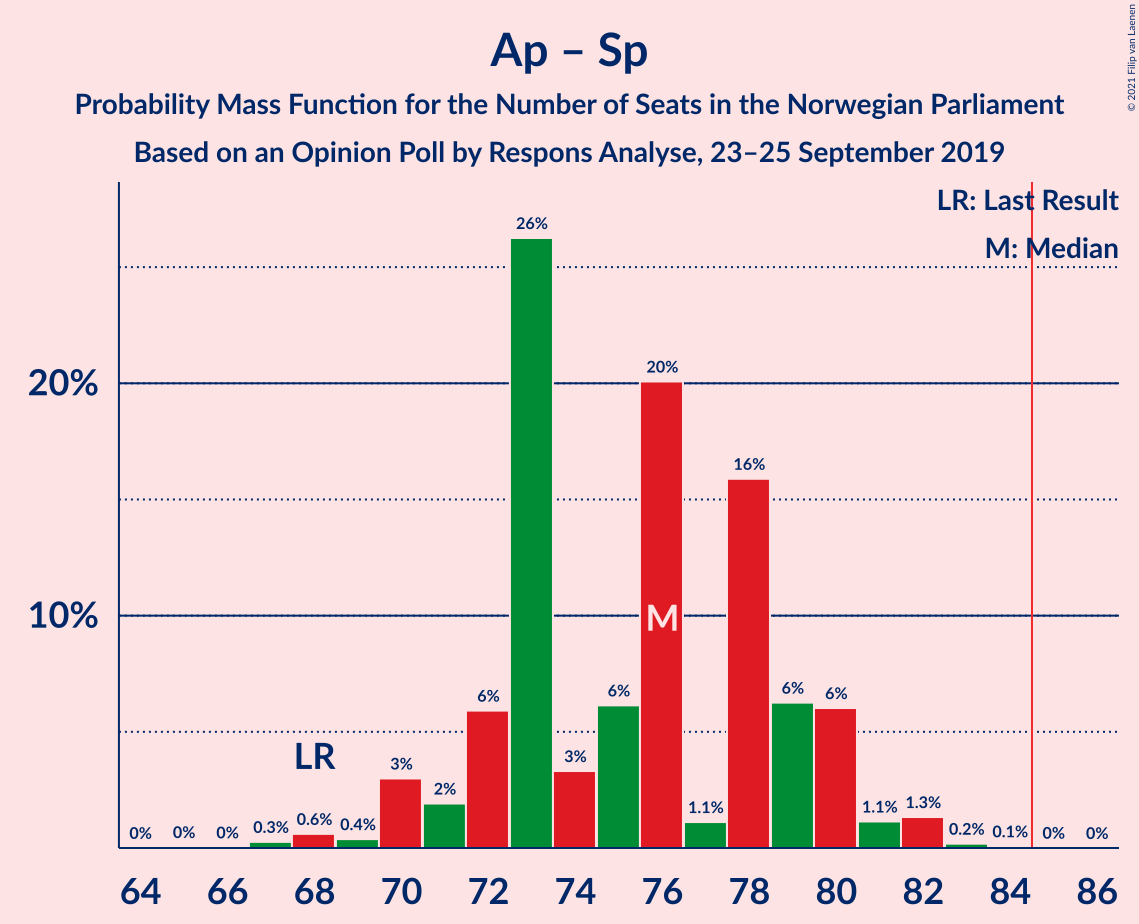 Ap – Sp
Probability Mass Function for the Number of Seats in the Norwegian Parliament
Based on an Opinion Poll by Respons Analyse, 23–25 September 2019
© 2021 Filip van Laenen
LR: Last Result
M: Median
20%
10%
0%
0%
0%
0.3%
0.6%
0.4%
3%
2%
6%
26%
3%
6%
20%
1.1%
16%
6%
6%
1.1%
1.3%
0.2%
0.1%
0%
0%
LR
M
64 66 68 70 72 74 76 78 80 82 84 86